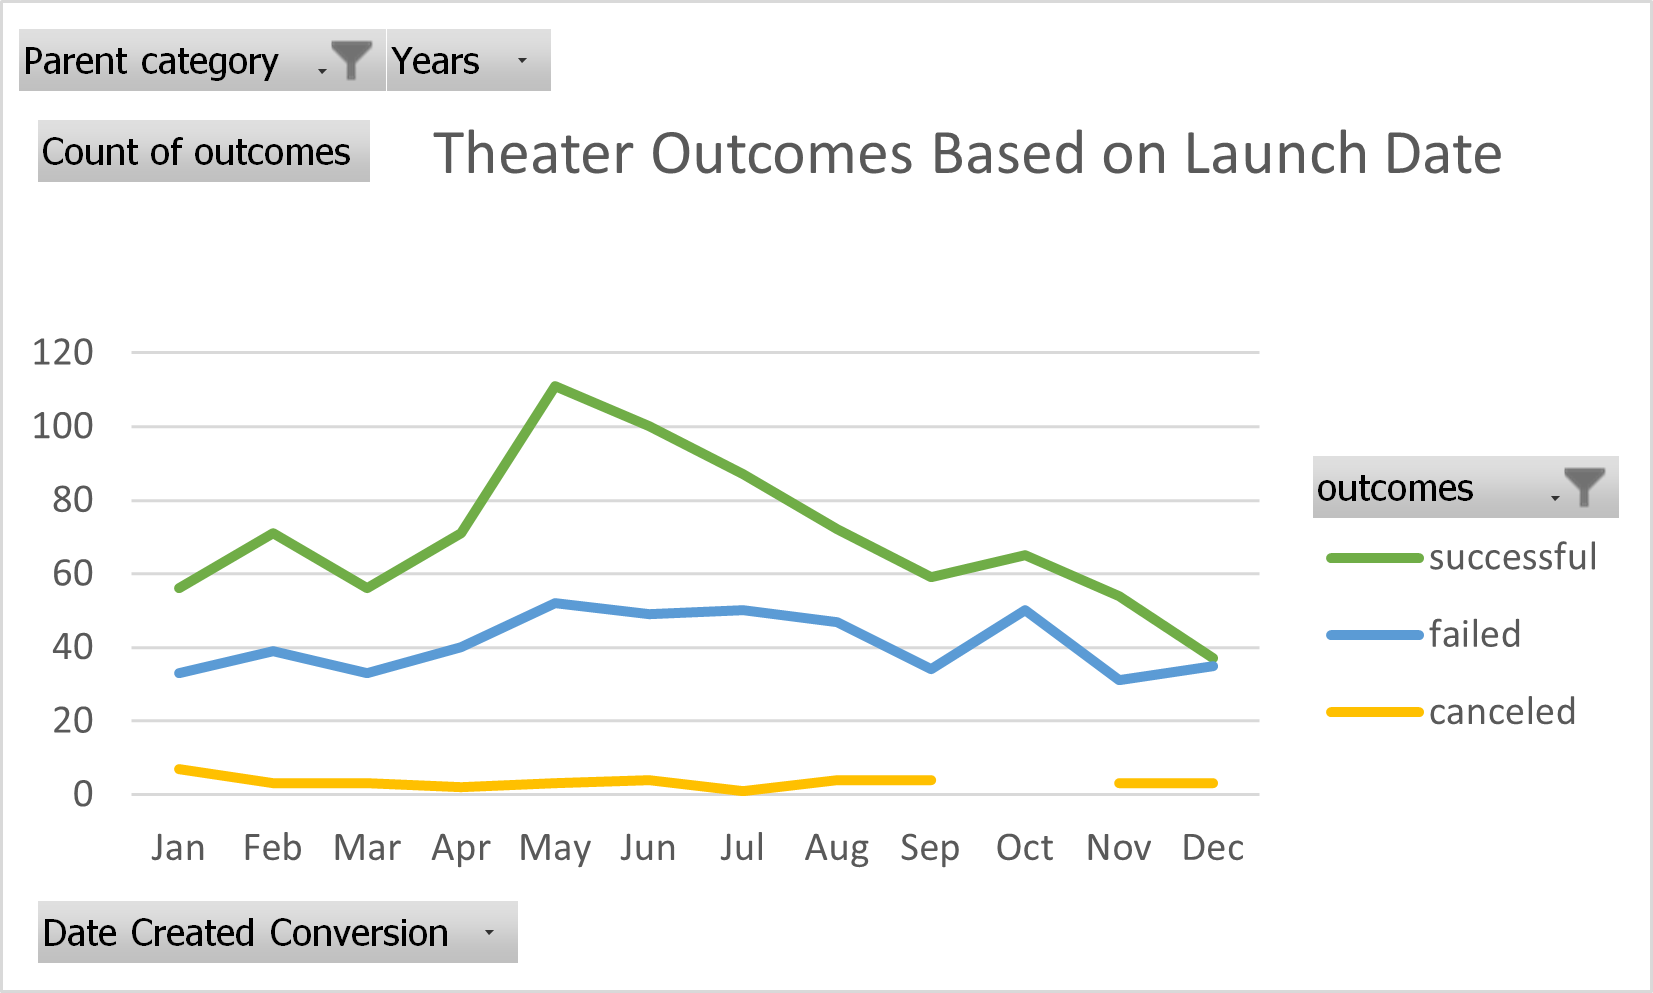 Parent category Years
Count of outcomes
Theater Outcomes Based on Launch Date
120
100
80
60
40
20
0
Jan Feb Mar Apr May Jun Jul Aug Sep Oct Nov Dec
outcomes
successful
failed
canceled
Date Created Conversion